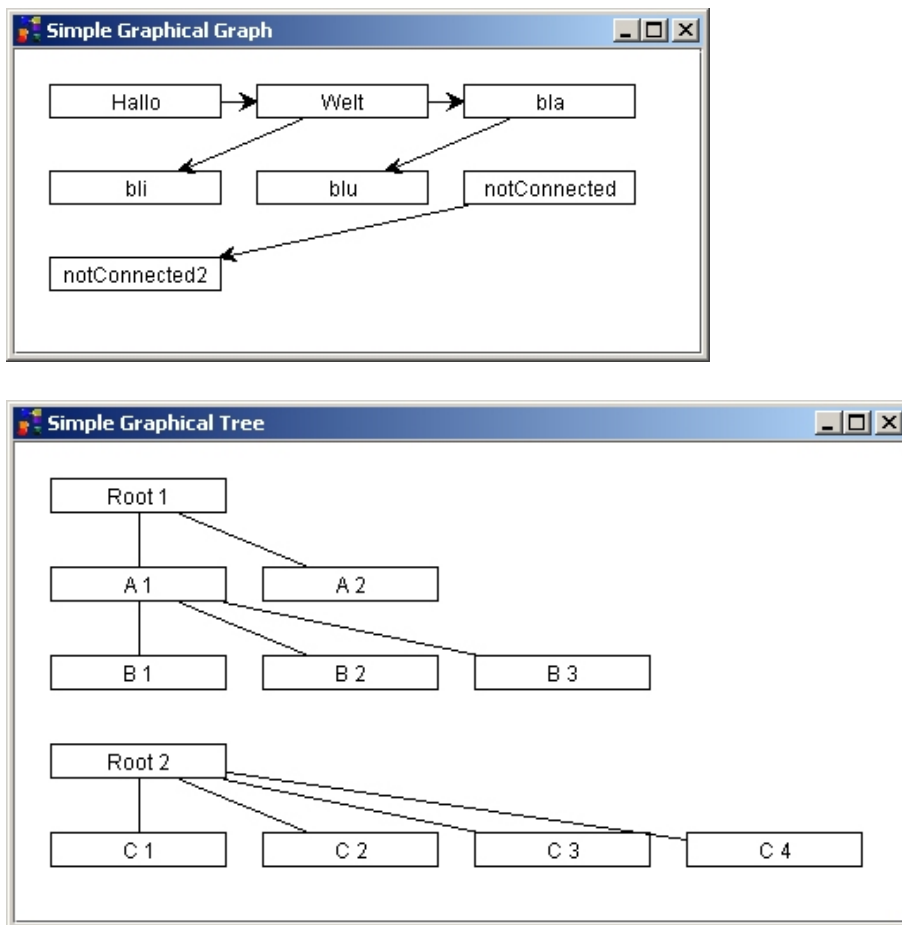 Simple Graphical Graph
Hallo Welt bla
bli blu notConnected
notConnected2
Simple Graphical Tree
Root 1
A 1 A 2
B 1 B 2 B 3
Root 2
C 1 C 2 C 3 C 4